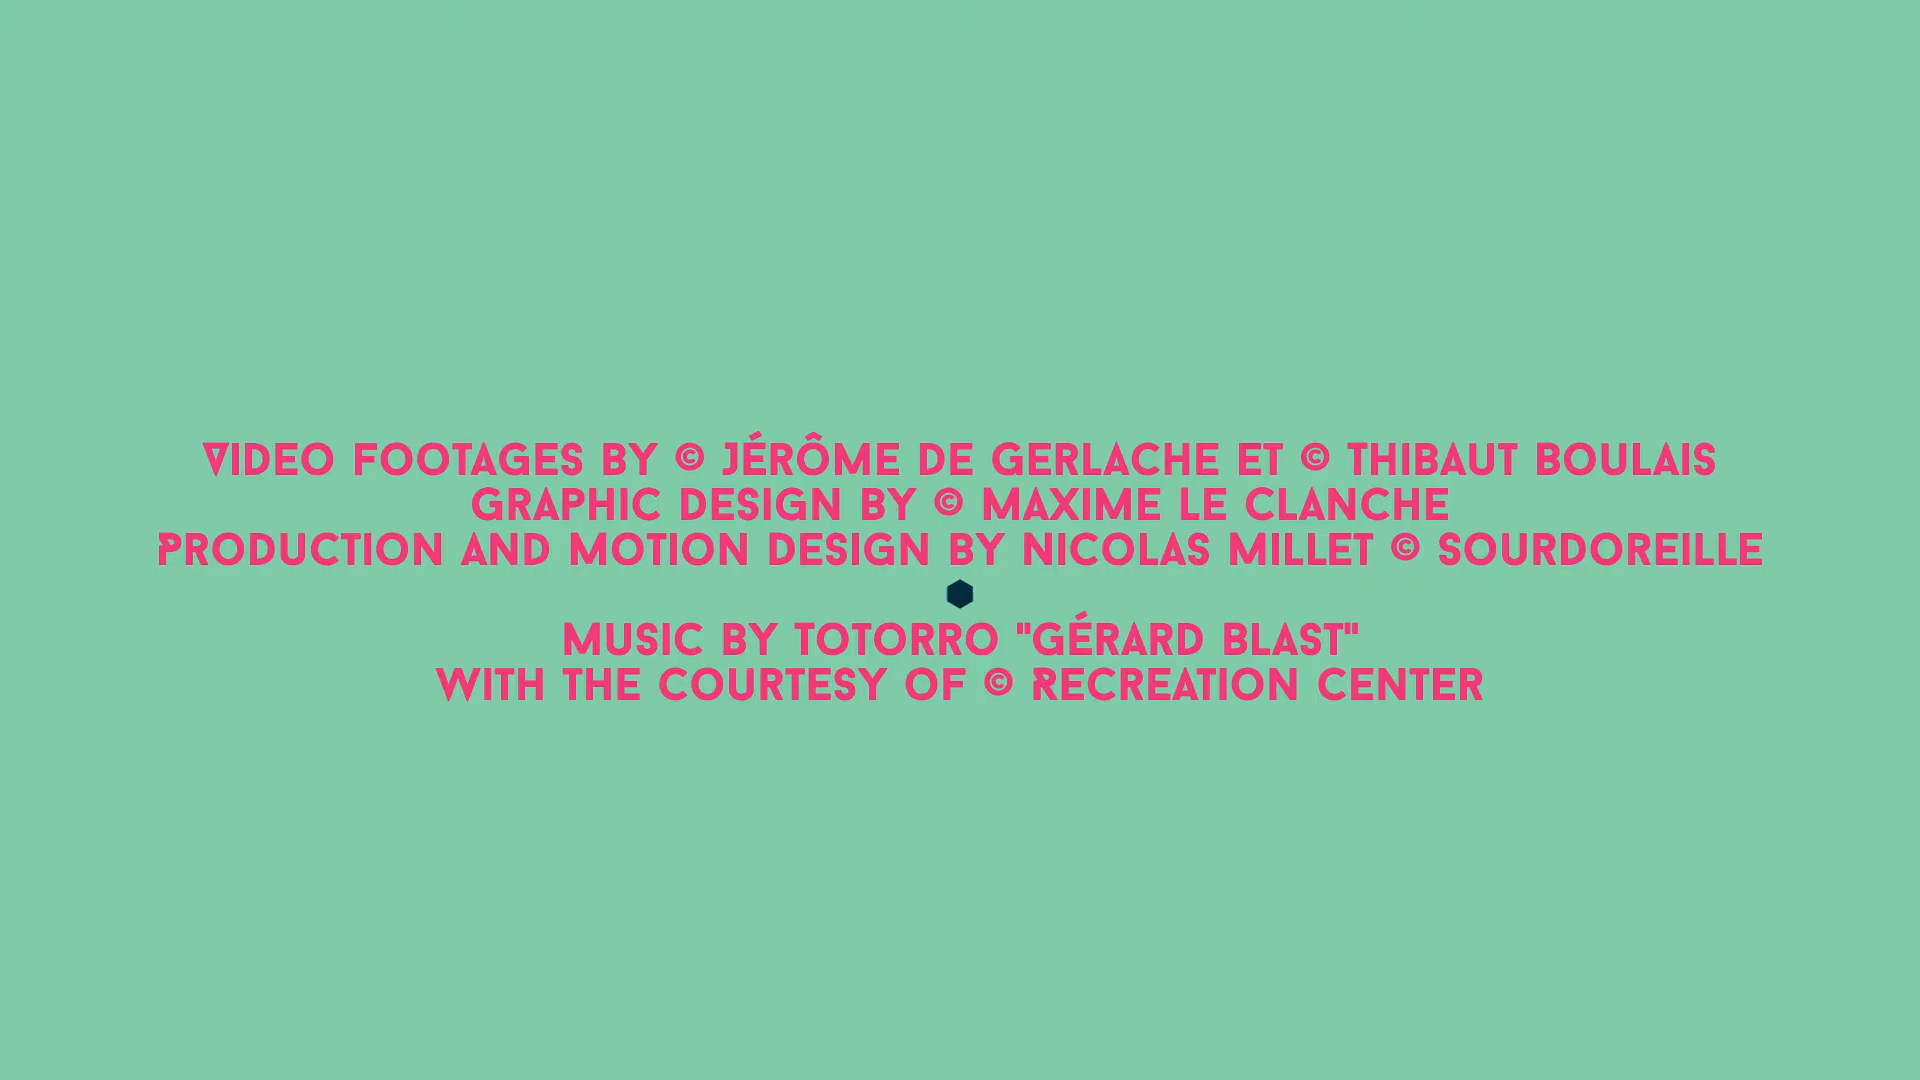 VIDEO FOOTAGES BY © JÉRÔME DE GERLACHE ET © THIBAUT BOULAIS
GRAPHIC DESIGN BY © MAXIME LE CLANCHE
PRODUCTION AND MOTION DESIGN BY NICOLAS MILLET © SOURDOREILLE
MUSIC BY TOTORRO "GÉRARD BLAST"
WITH THE COURTESY OF © RECREATION CENTER